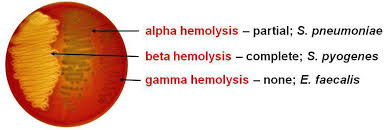 alpha hemolysis – partial; S. pneumoniae
beta hemolysis – complete; S. pyogenes
gamma hemolysis – none; E. faecalis